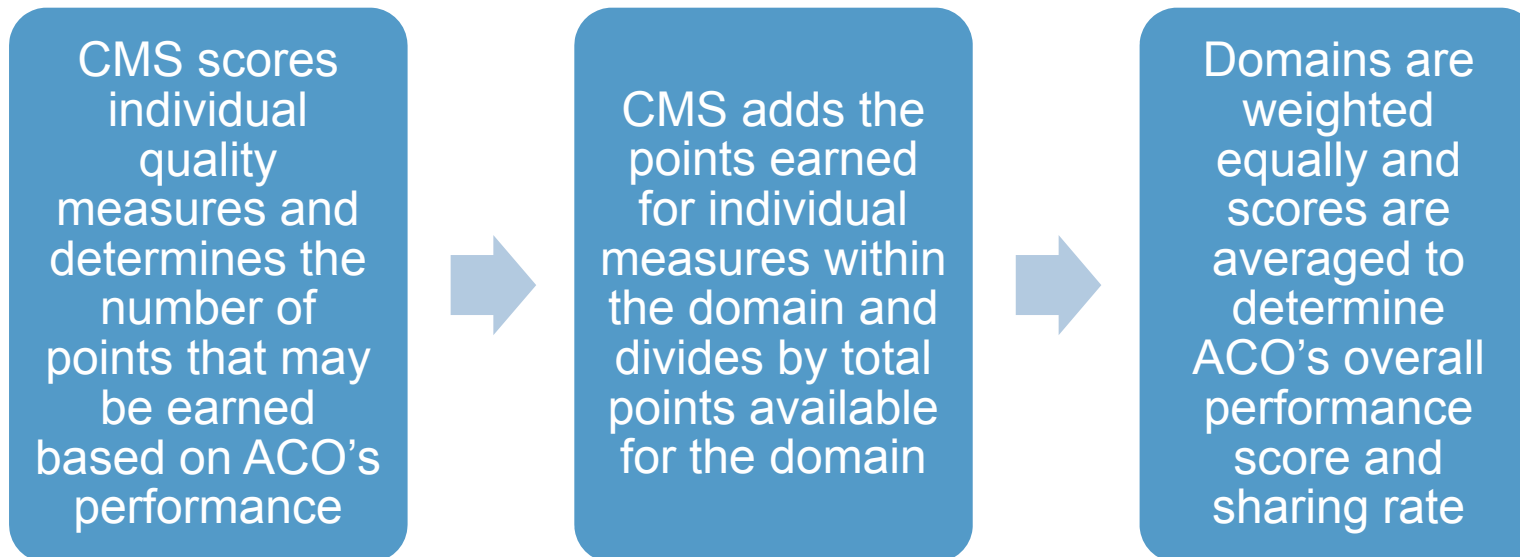 CMS scores
individual
quality
measures and
determines the
number of
points that may
be earned
based on ACO’s
performance
CMS adds the
points earned
for individual
measures within
the domain and
divides by total
points available
for the domain
Domains are
weighted
equally and
scores are
averaged to
determine
ACO’s overall
performance
score and
sharing rate